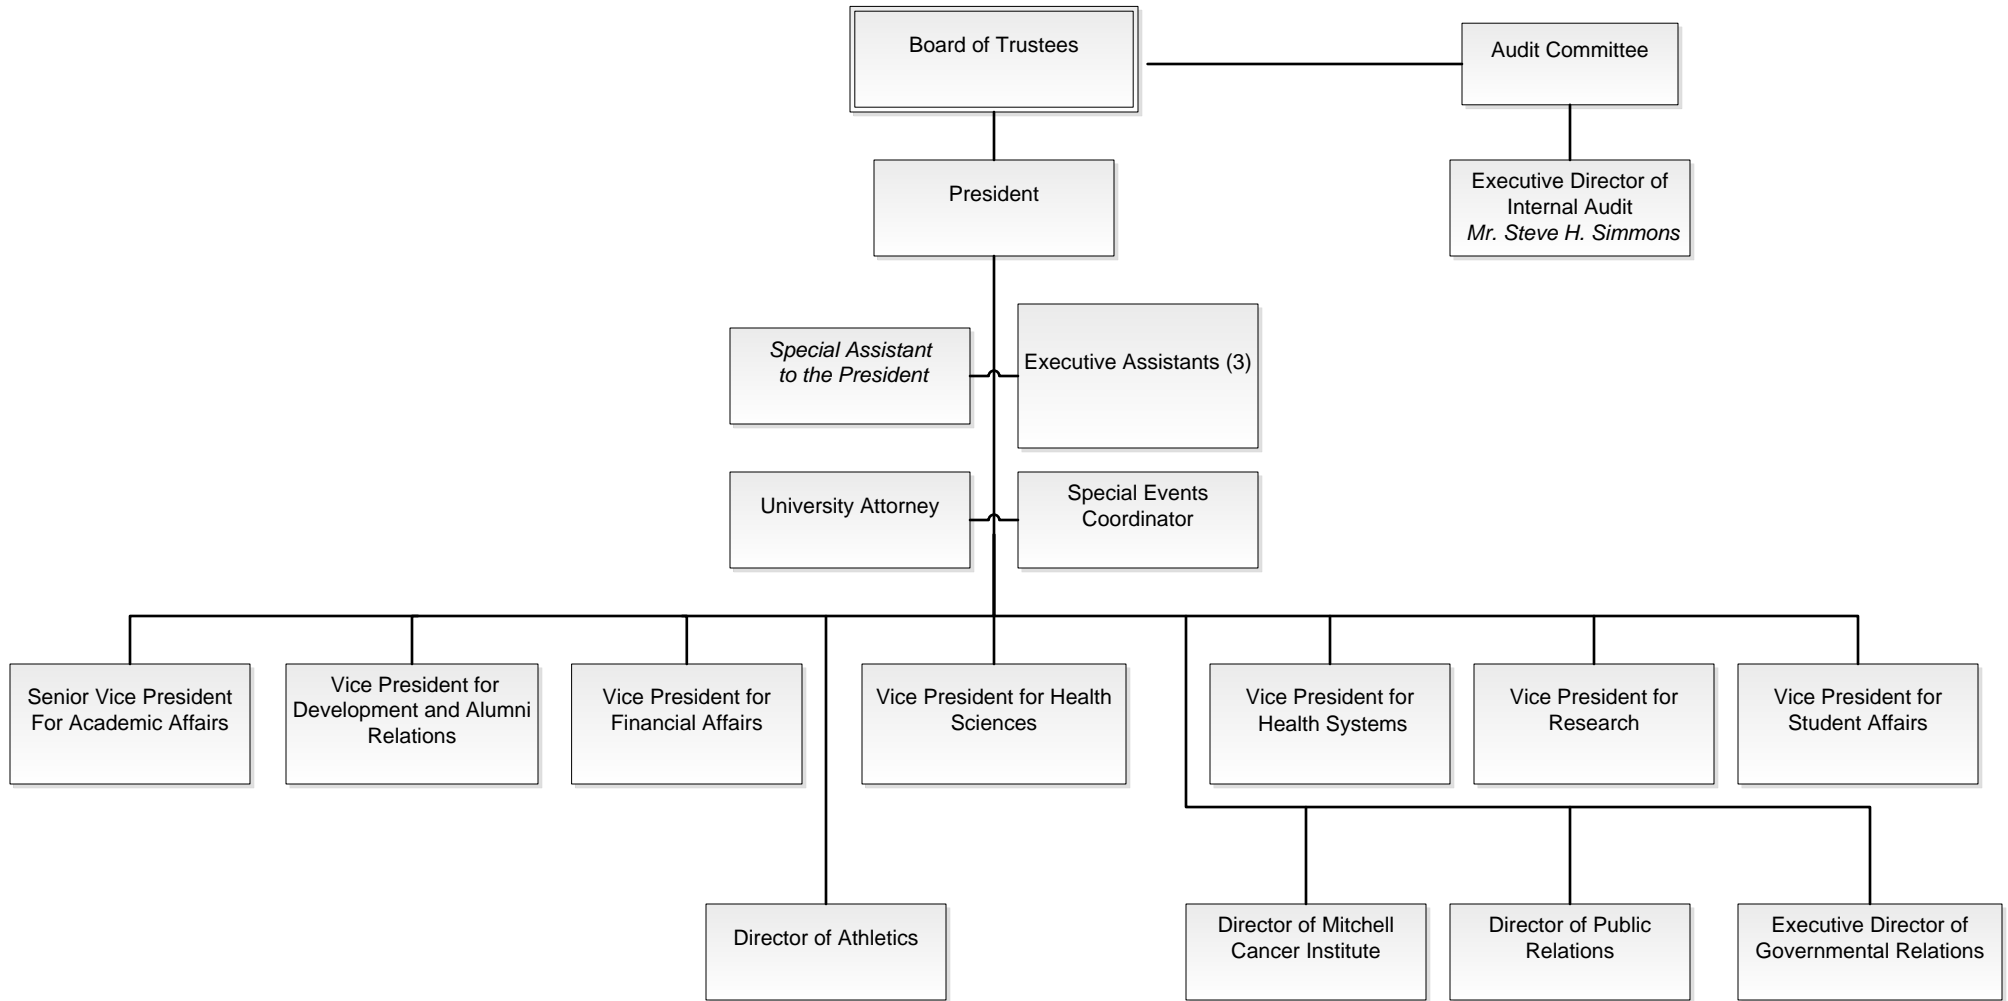 Board of Trustees
Audit Committee
President
Executive Director of
Internal Audit
Mr. Steve H. Simmons
Special Assistant
to the President
Executive Assistants (3)
University Attorney
Special Events
Coordinator
Senior Vice President
For Academic Affairs
Vice President for
Development and Alumni
Relations
Vice President for
Financial Affairs
Vice President for Health
Sciences
Vice President for
Health Systems
Vice President for
Research
Vice President for
Student Affairs
Director of Athletics
Director of Mitchell
Cancer Institute
Director of Public
Relations
Executive Director of
Governmental Relations